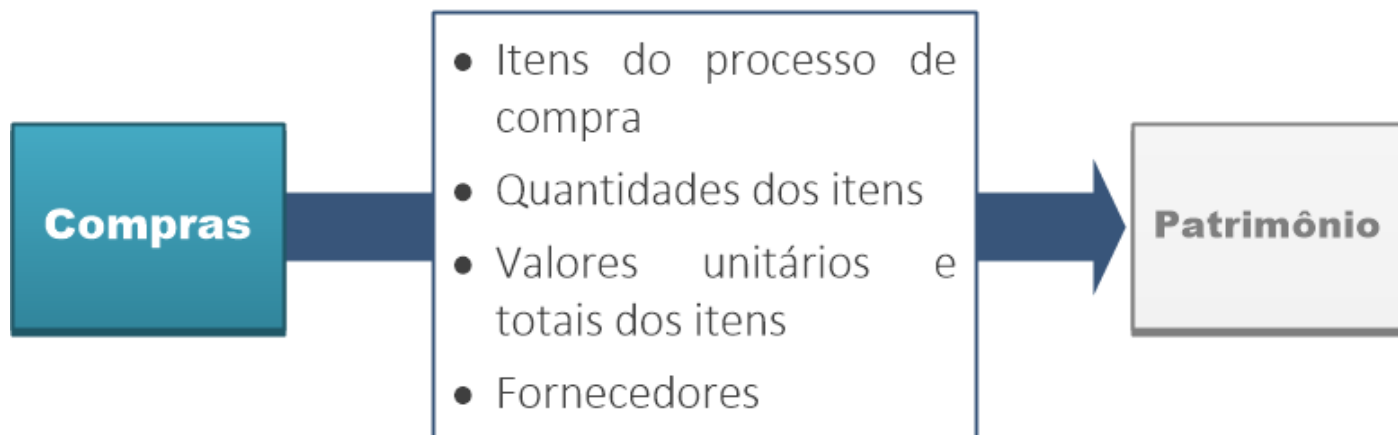 Compras
● Itens do processo de
compra
● Quantidades dos itens
● Valores unitários e
totais dos itens
● Fornecedores
Patrimônio